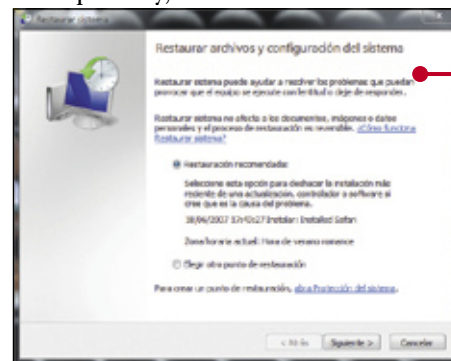 Restaurar sistema
Restaurar archivos y configuración del sistema
Restaurar sistema puede ayudar a resolver los problemas que puedan
provocar que el equipo se ejecute con lentitud o deje de responder.
Restaurar sistema no afecta a los documentos, imágenes o datos
personales y el proceso de restauración es reversible. ¿Cómo funciona
Restaurar sistema?
Restauración recomendada:
Seleccione esta opción para deshacer la instalación más
reciente de una actualización, controlador o software si
cree que es la causa del problema.
Instalar: Installed Safari
Zona horaria actual: Hora de verano romance
Elegir otro punto de restauración
Para crear un punto de restauración, abra Protección del sistema.
< Atrás Siguiente > Cancelar